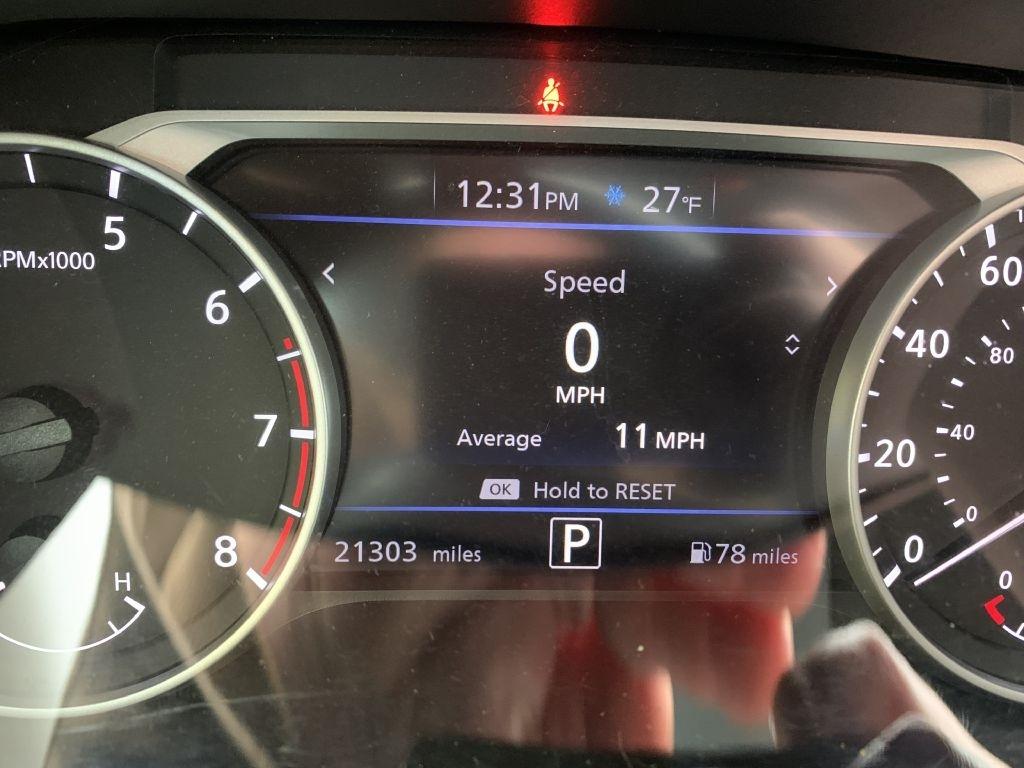 12:31PM 27°F
5
RPMx1000
6
7
8
H
Speed
0
MPH
Average 11 MPH
OK Hold to RESET
21303 miles P 78 miles
60
40
80
20
40
0
0
0